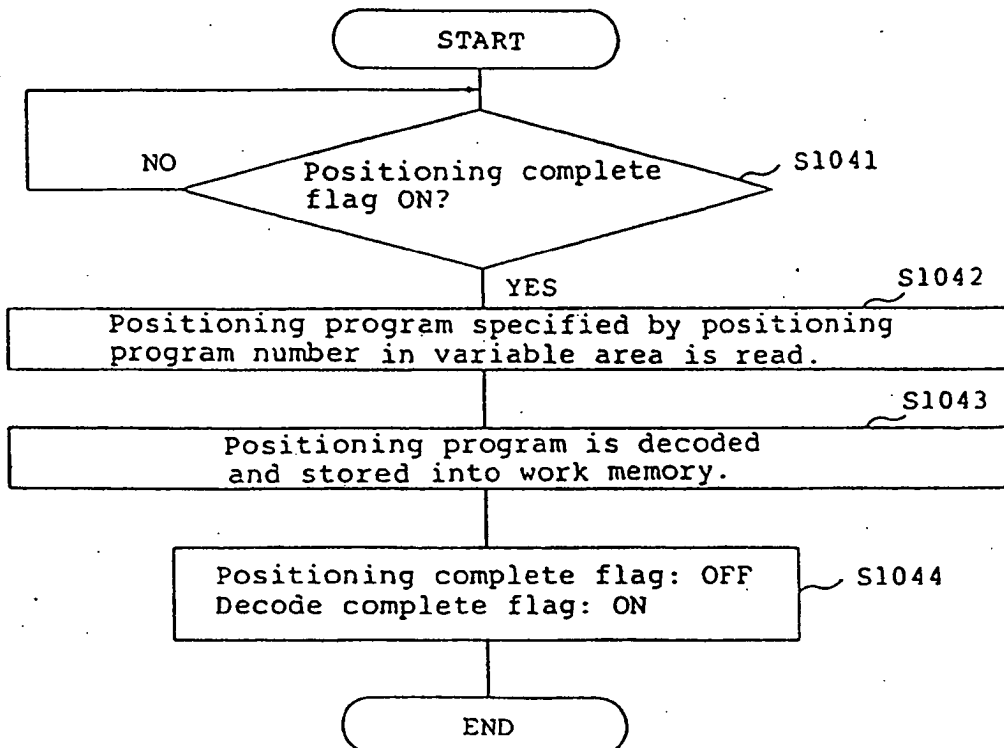 START
NO
Positioning complete
flag ON?
S1041
YES
S1042
Positioning program specified by positioning
program number in variable area is read.
S1043
Positioning program is decoded
and stored into work memory.
Positioning complete flag: OFF
Decode complete flag: ON
S1044
END